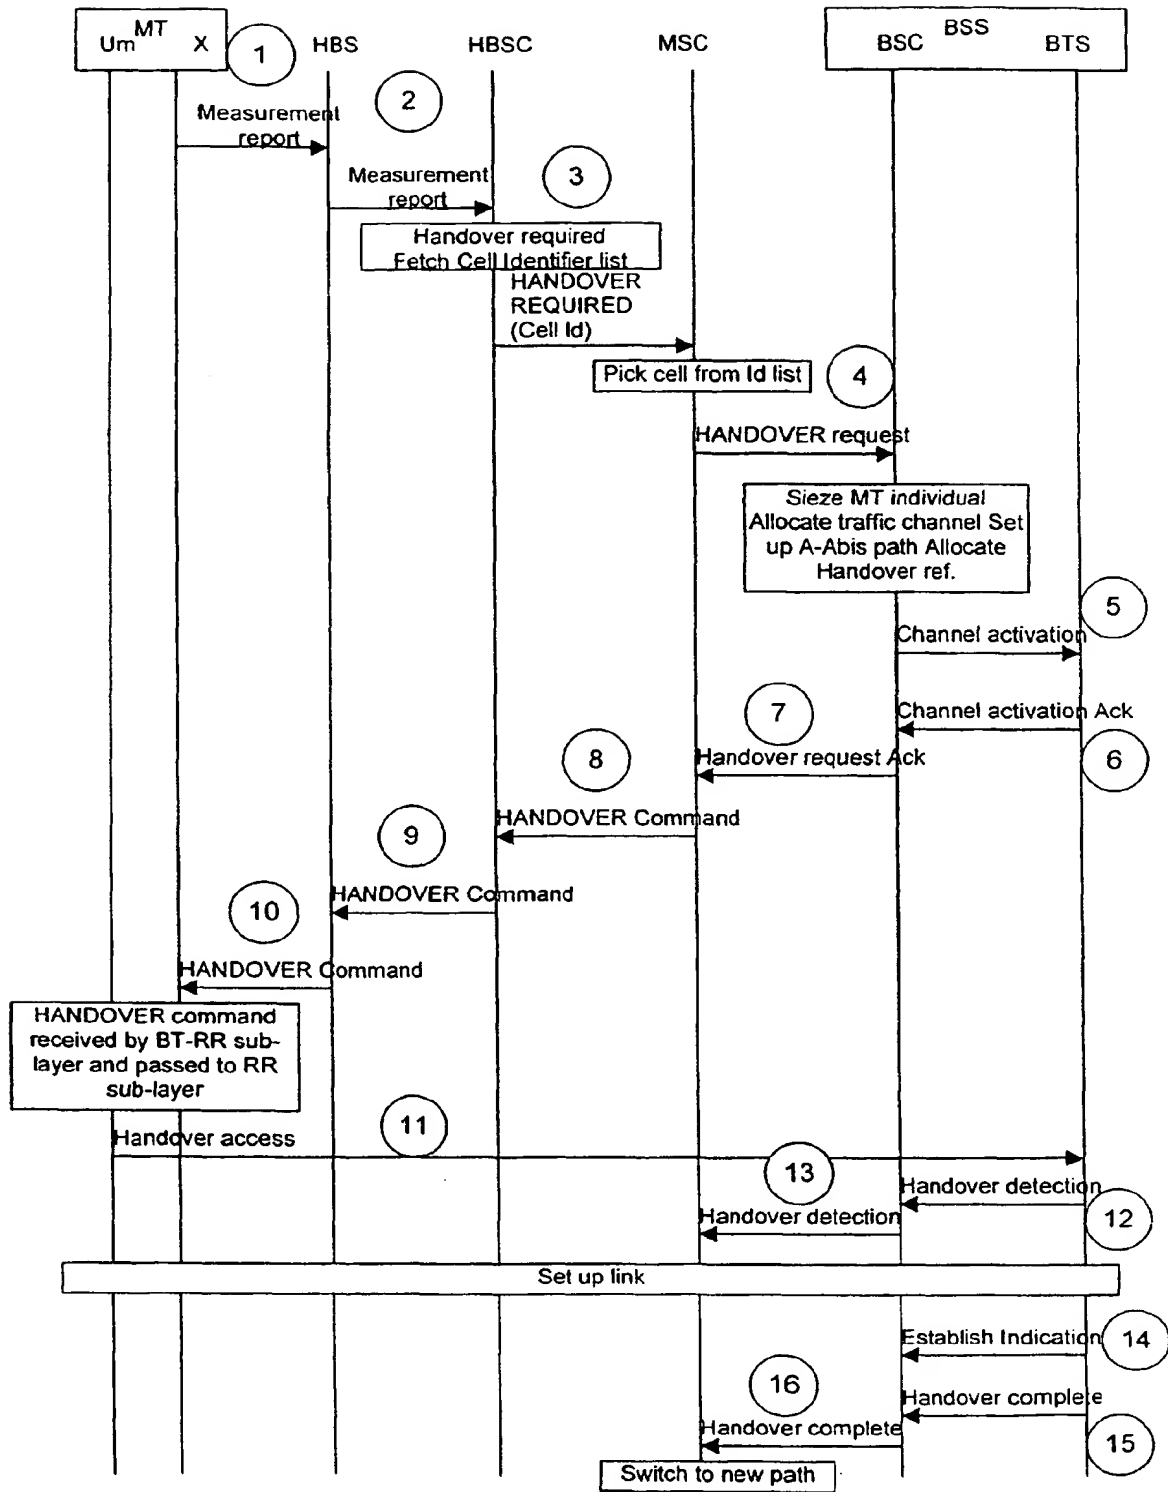 MT
Um
X
1
HBS
HBSC
MSC
BSS
BSC
BTS
Measurement
report
2
Measurement
report
3
Handover required
Fetch Cell Identifier list
HANDOVER
REQUIRED
(Cell Id)
Pick cell from Id list
4
HANDOVER request
Sieze MT individual
Allocate traffic channel Set
up A-Abis path Allocate
Handover ref.
5
Channel activation
Channel activation Ack
6
7
Handover request Ack
8
HANDOVER Command
9
HANDOVER Command
10
HANDOVER Command
HANDOVER command
received by BT-RR sub-
layer and passed to RR
sub-layer
11
Handover access
Handover detection
12
13
Handover detection
Set up link
Establish Indication
14
Handover complete
15
16
Handover complete
Switch to new path